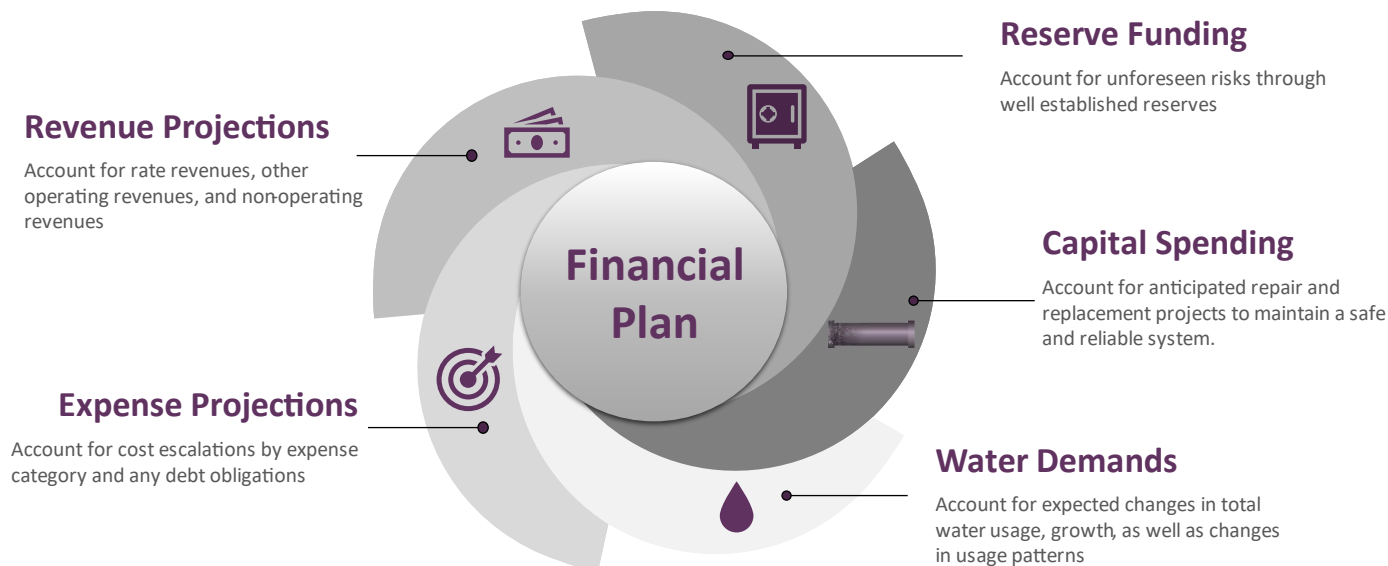 Reserve Funding
Account for unforeseen risks through
well established reserves
Revenue Projections
Account for rate revenues, other
operating revenues, and non-operating
revenues
Financial
Plan
Capital Spending
Account for anticipated repair and
replacement projects to maintain a safe
and reliable system.
Expense Projections
Account for cost escalations by expense
category and any debt obligations
Water Demands
Account for expected changes in total
water usage, growth, as well as changes
in usage patterns